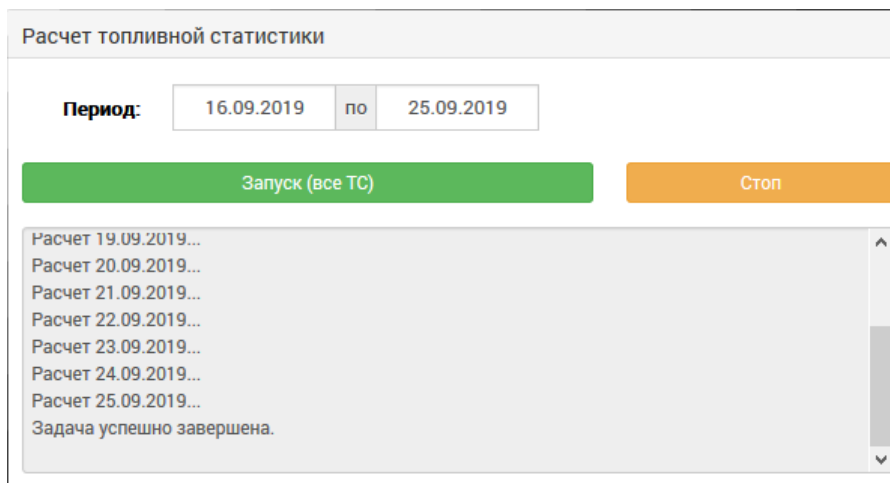 Расчет топливной статистики
Период: 16.09.2019 по 25.09.2019
Запуск (все ТС) Стоп
Расчет 19.09.2019...
Расчет 20.09.2019...
Расчет 21.09.2019...
Расчет 22.09.2019...
Расчет 23.09.2019...
Расчет 24.09.2019...
Расчет 25.09.2019...
Задача успешно завершена.